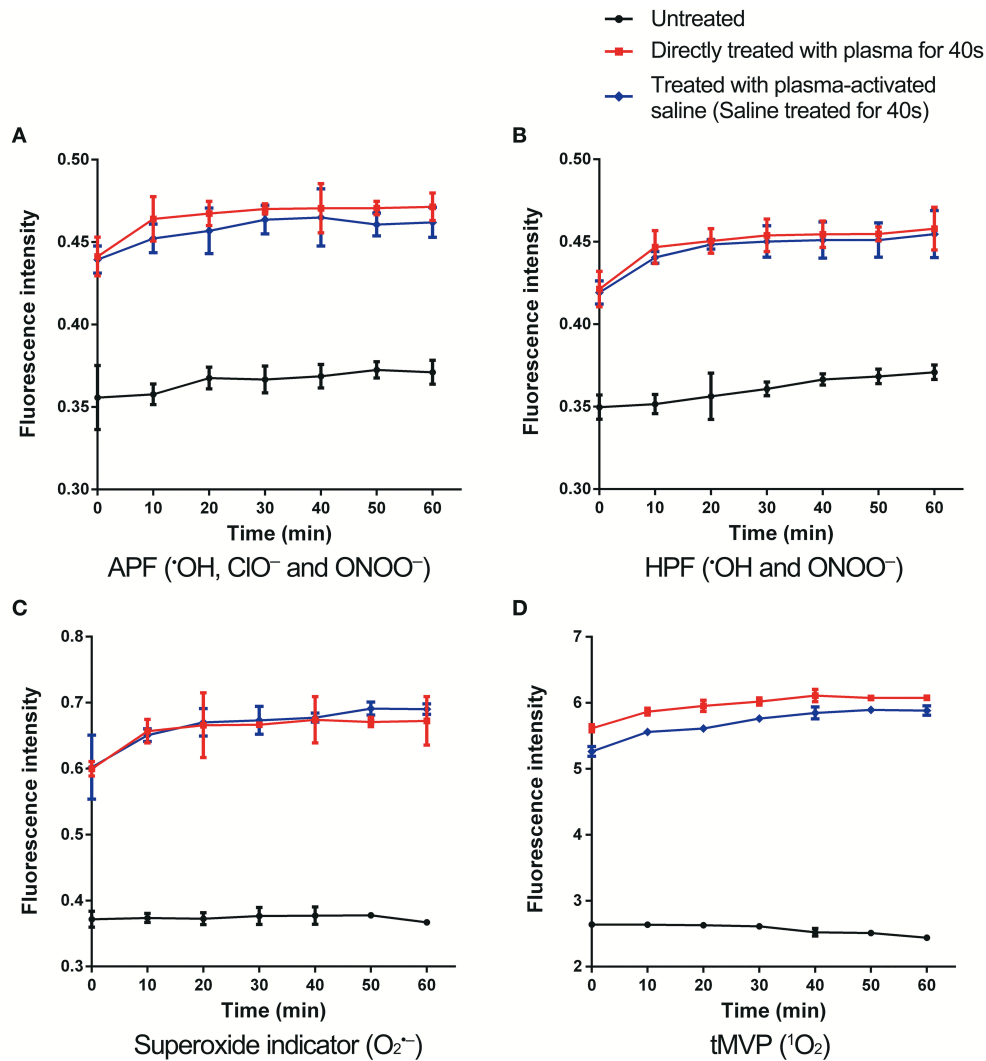 Untreated
Directly treated with plasma for 40s
Treated with plasma-activated
saline (Saline treated for 40s)
A
0.50
0.45
0.40
0.35
0.30
Fluorescence intensity
0 10 20 30 40 50 60
Time (min)
APF (•OH, ClO⁻ and ONOO⁻)
B
0.50
0.45
0.40
0.35
0.30
Fluorescence intensity
0 10 20 30 40 50 60
Time (min)
HPF (•OH and ONOO⁻)
C
0.8
0.7
0.6
0.5
0.4
0.3
Fluorescence intensity
0 10 20 30 40 50 60
Time (min)
Superoxide indicator (O₂•⁻)
D
7
6
5
4
3
2
Fluorescence intensity
0 10 20 30 40 50 60
Time (min)
tMVP (¹O₂)